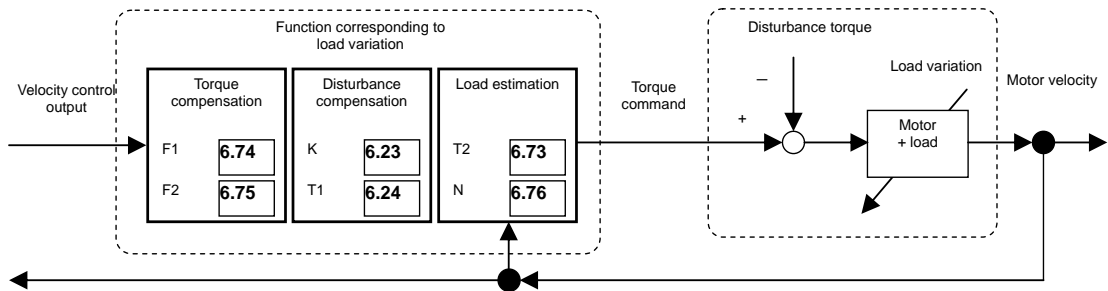 Function corresponding to
load variation
Disturbance torque
Velocity control
output
Torque
compensation
F1
6.74
F2
6.75
Disturbance
compensation
K
6.23
T1
6.24
Load estimation
T2
6.73
N
6.76
Torque
command
+
–
Load variation
Motor
+ load
Motor velocity